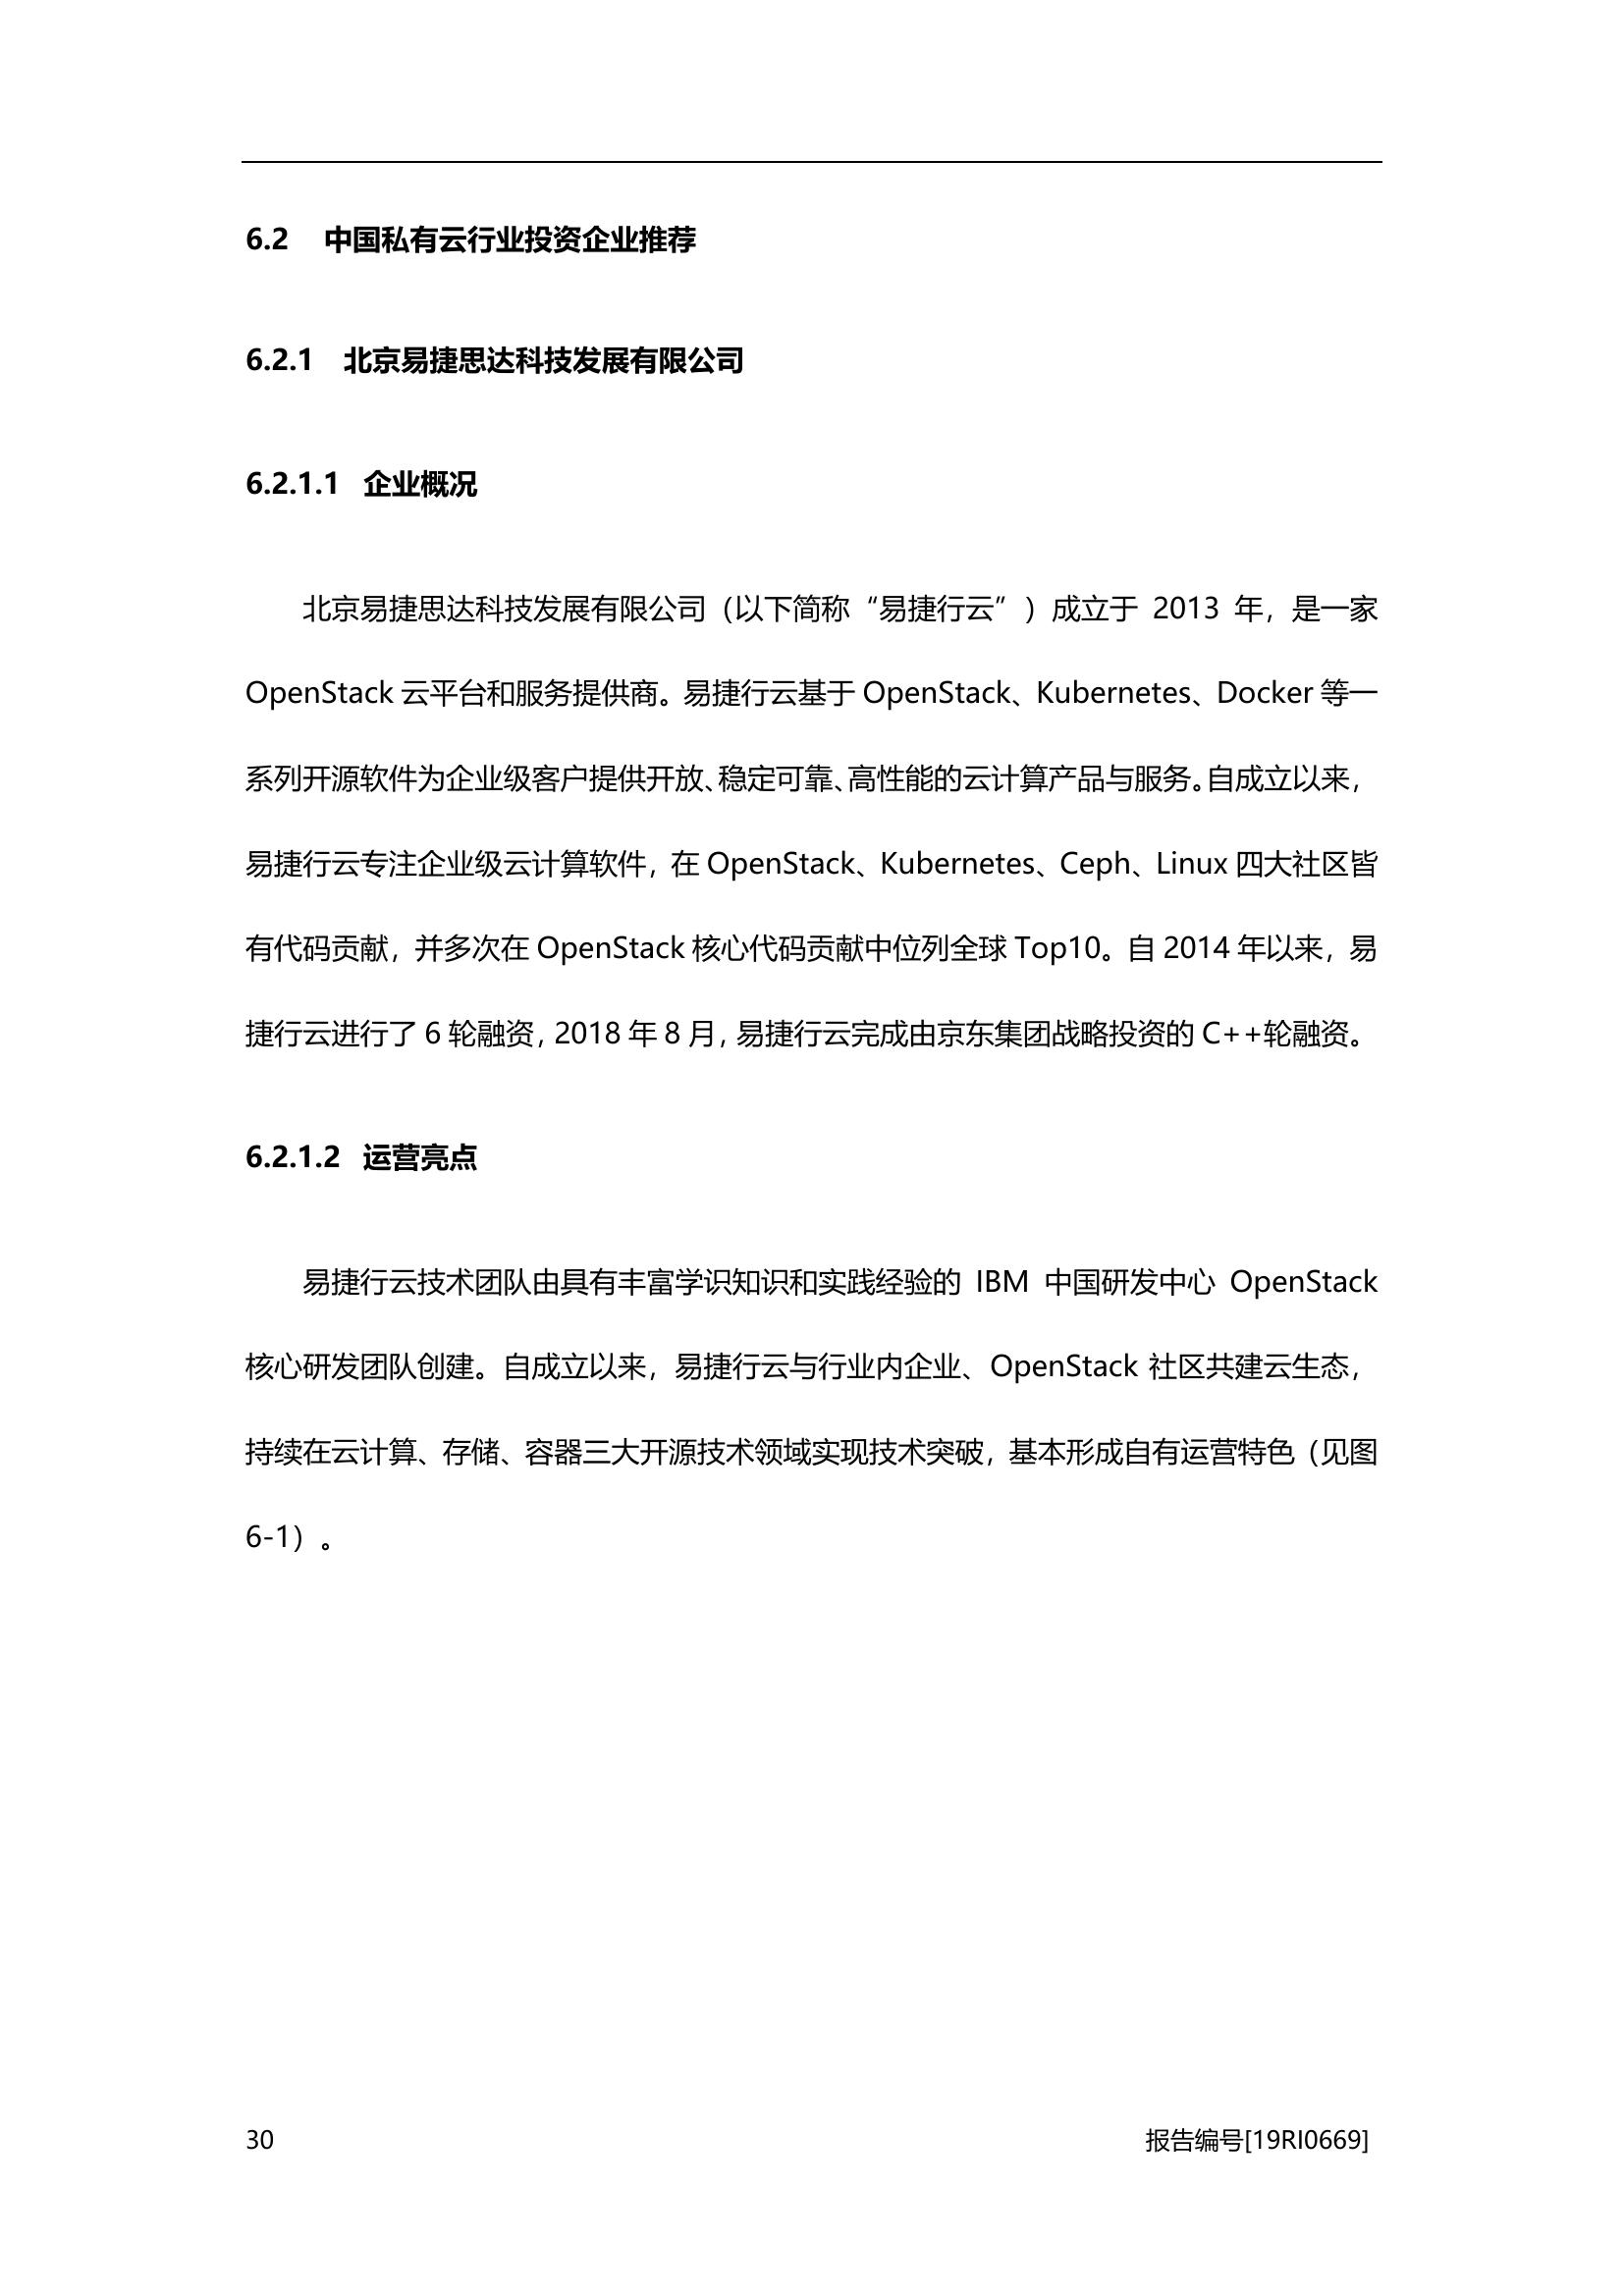 6.2 中国私有云行业投资企业推荐
6.2.1 北京易捷思达科技发展有限公司
6.2.1.1 企业概况
北京易捷思达科技发展有限公司（以下简称“易捷行云”）成立于 2013 年，是一家
OpenStack 云平台和服务提供商。易捷行云基于 OpenStack、Kubernetes、Docker 等一
系列开源软件为企业级客户提供开放、稳定可靠、高性能的云计算产品与服务。自成立以来，
易捷行云专注企业级云计算软件，在 OpenStack、Kubernetes、Ceph、Linux 四大社区皆
有代码贡献，并多次在 OpenStack 核心代码贡献中位列全球 Top10。自 2014 年以来，易
捷行云进行了 6 轮融资，2018 年 8 月，易捷行云完成由京东集团战略投资的 C++轮融资。
6.2.1.2 运营亮点
易捷行云技术团队由具有丰富学识知识和实践经验的 IBM 中国研发中心 OpenStack
核心研发团队创建。自成立以来，易捷行云与行业内企业、OpenStack 社区共建云生态，
持续在云计算、存储、容器三大开源技术领域实现技术突破，基本形成自有运营特色（见图
6-1）。
30 报告编号[19RI0669]